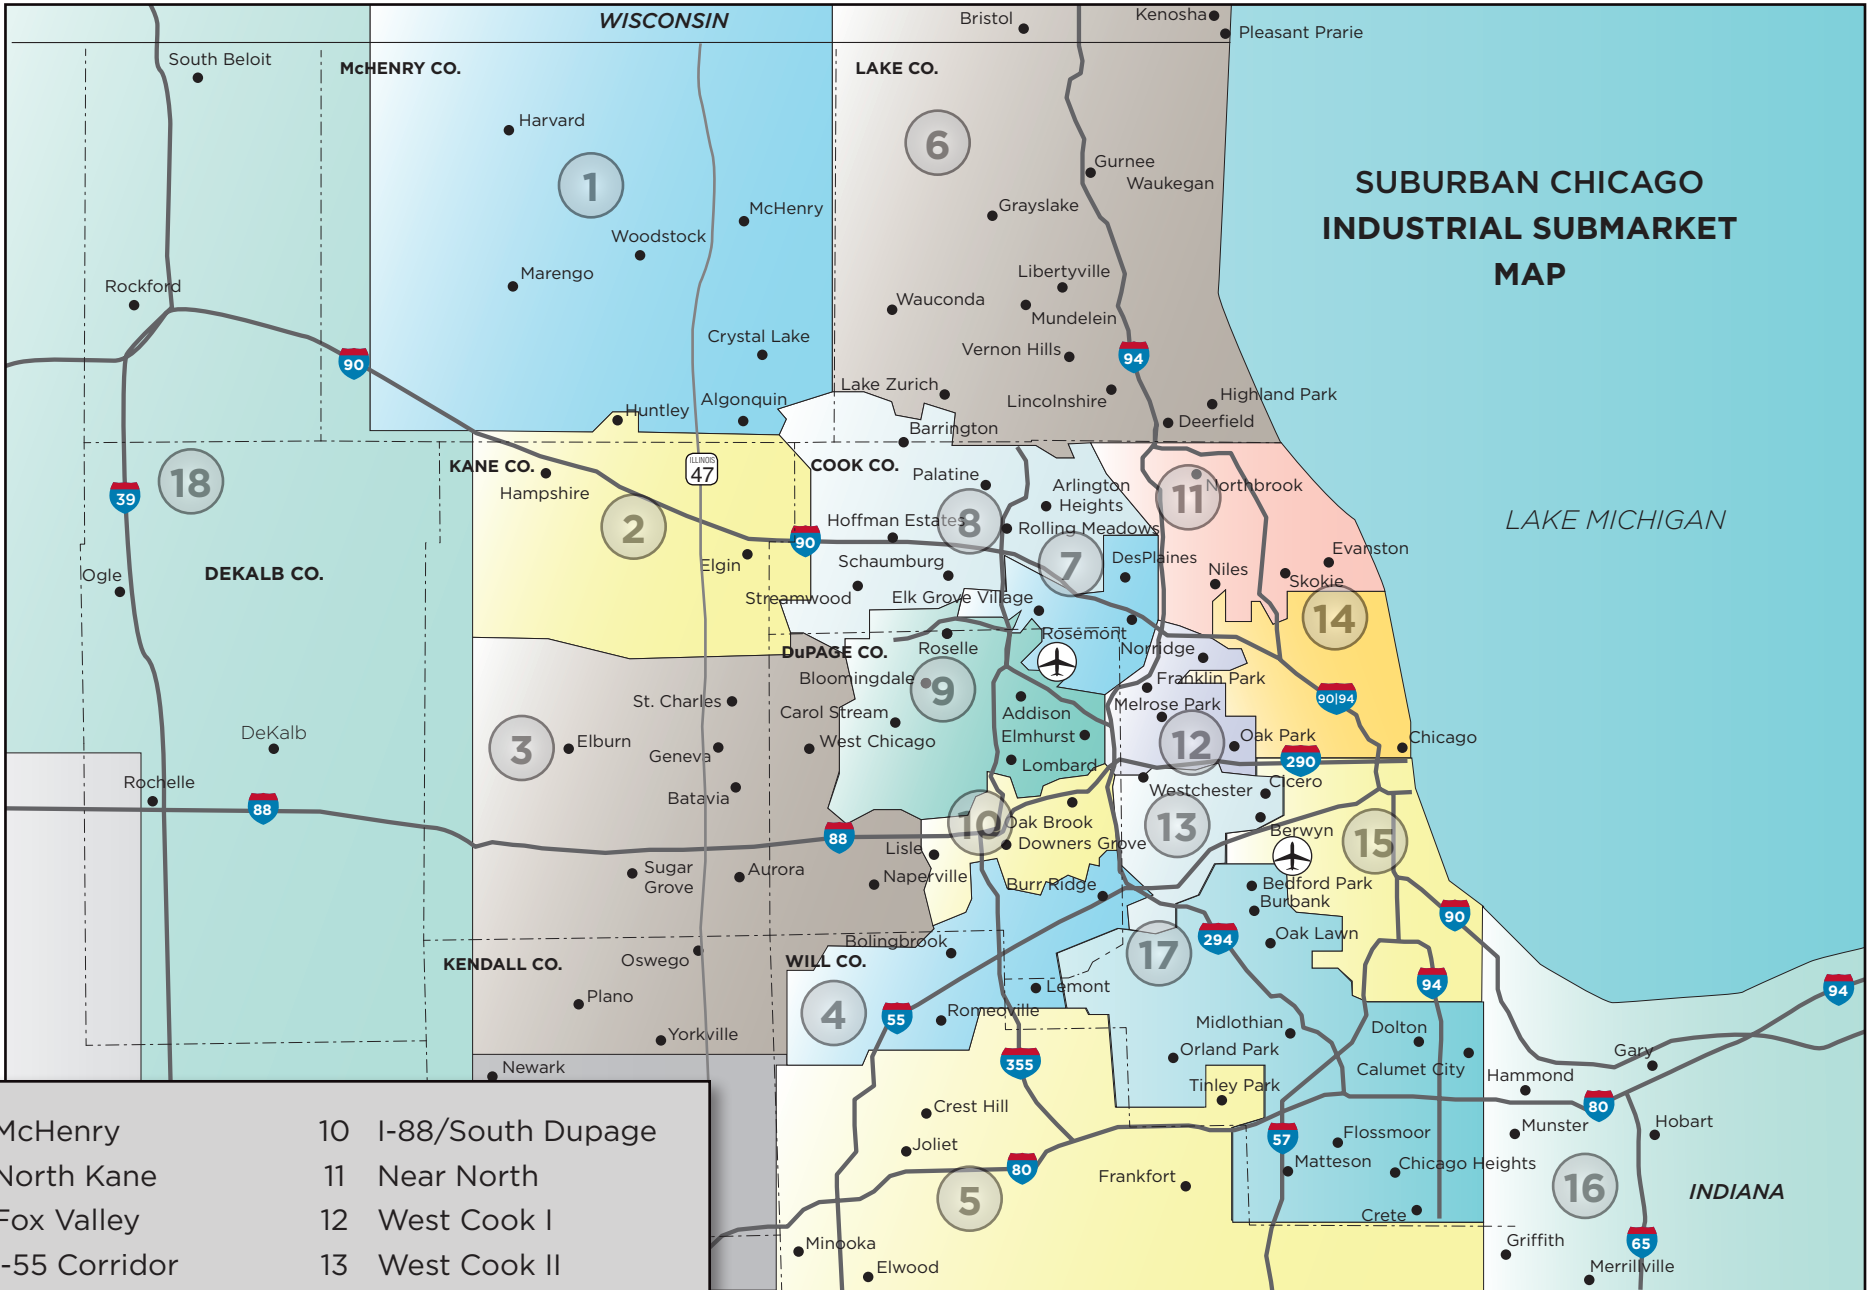 WISCONSIN
Bristol
Kenosha
Pleasant Prarie
South Beloit
McHENRY CO.
LAKE CO.
Harvard
1
6
Gurnee
Waukegan
SUBURBAN CHICAGO
INDUSTRIAL SUBMARKET
MAP
McHenry
Grayslake
Woodstock
Marengo
Rockford
Libertyville
Wauconda
Mundelein
Crystal Lake
Vernon Hills
94
90
Lake Zurich
Lincolnshire
Highland Park
Algonquin
Huntley
Deerfield
Barrington
KANE CO.
ILLINOIS
47
COOK CO.
18
39
Hampshire
Palatine
Arlington
Heights
11
Northbrook
2
Hoffman Estates
8
Rolling Meadows
LAKE MICHIGAN
90
Evanston
Elgin
Schaumburg
7
DesPlaines
Niles
Skokie
Ogle
DEKALB CO.
Streamwood
Elk Grove Village
14
Rosemont
Norridge
DuPAGE CO.
Roselle
Bloomingdale
9
Franklin Park
St. Charles
Carol Stream
Addison
Melrose Park
90|94
DeKalb
3
Elburn
Geneva
West Chicago
Elmhurst
12
Oak Park
Chicago
290
Lombard
Rochelle
Batavia
Westchester
Cicero
88
88
10
Oak Brook
13
Berwyn
15
Lisle
Downers Grove
Sugar
Grove
Aurora
Naperville
Burr Ridge
Bedford Park
Burbank
90
Bolingbrook
294
Oak Lawn
KENDALL CO.
Oswego
WILL CO.
17
94
94
Plano
4
55
Lemont
Romeoville
Yorkville
Midlothian
Dolton
Orland Park
Gary
Newark
355
Calumet City
Hammond
Tinley Park
80
Crest Hill
Hobart
Munster
Joliet
57
Flossmoor
80
Matteson
Chicago Heights
Frankfort
5
16
INDIANA
Crete
Minooka
Griffith
65
Elwood
Merrillville
McHenry
North Kane
Fox Valley
-55 Corridor
10 I-88/South Dupage
11 Near North
12 West Cook I
13 West Cook II